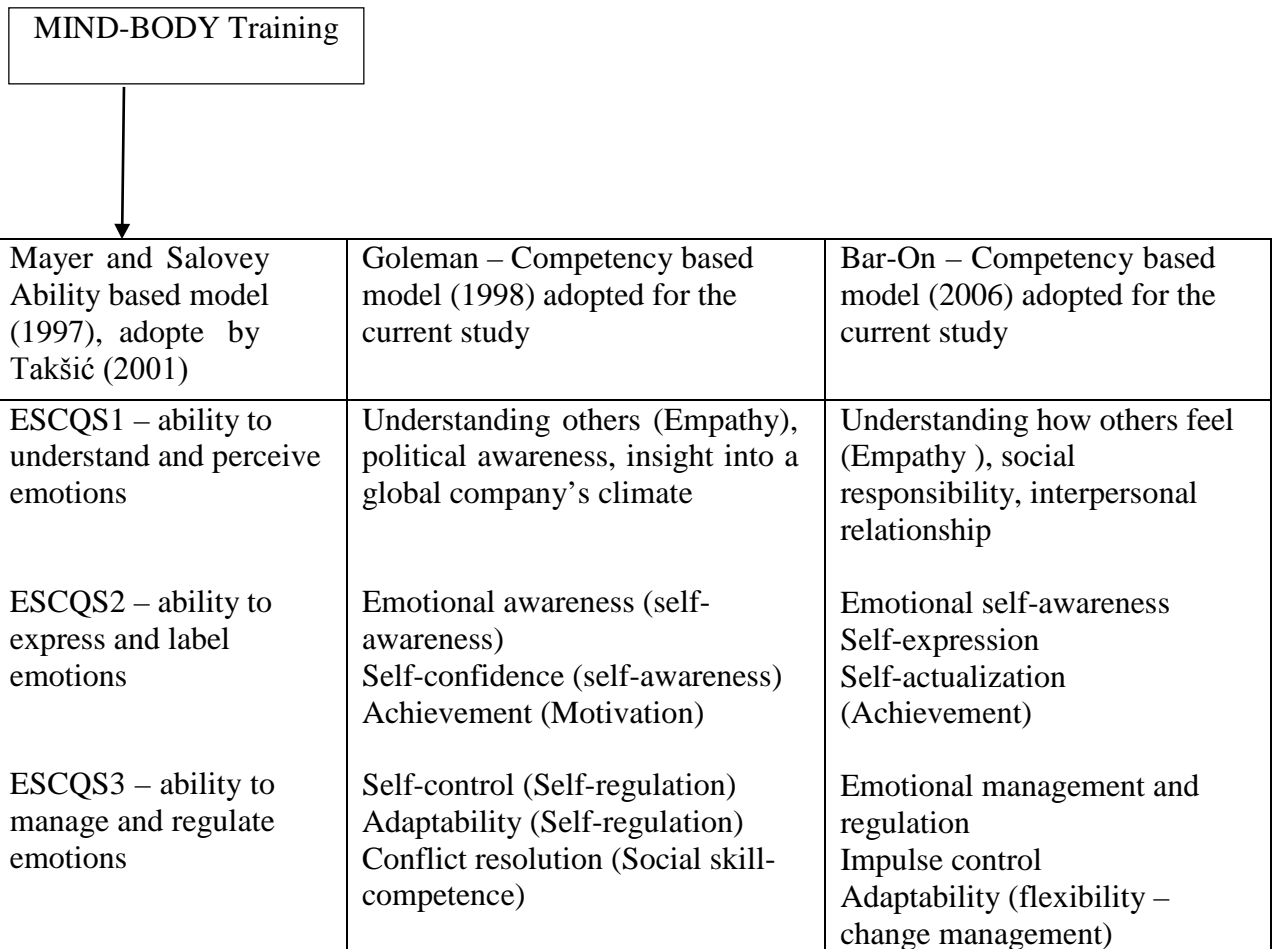 MIND-BODY Training
Mayer and Salovey
Ability based model
(1997), adopte by
Takšić (2001)
Goleman – Competency based
model (1998) adopted for the
current study
Bar-On – Competency based
model (2006) adopted for the
current study
ESCQS1 – ability to
understand and perceive
emotions
Understanding others (Empathy),
political awareness, insight into a
global company’s climate
Understanding how others feel
(Empathy ), social
responsibility, interpersonal
relationship
ESCQS2 – ability to
express and label
emotions
Emotional awareness (self-
awareness)
Self-confidence (self-awareness)
Achievement (Motivation)
Emotional self-awareness
Self-expression
Self-actualization
(Achievement)
ESCQS3 – ability to
manage and regulate
emotions
Self-control (Self-regulation)
Adaptability (Self-regulation)
Conflict resolution (Social skill-
competence)
Emotional management and
regulation
Impulse control
Adaptability (flexibility –
change management)